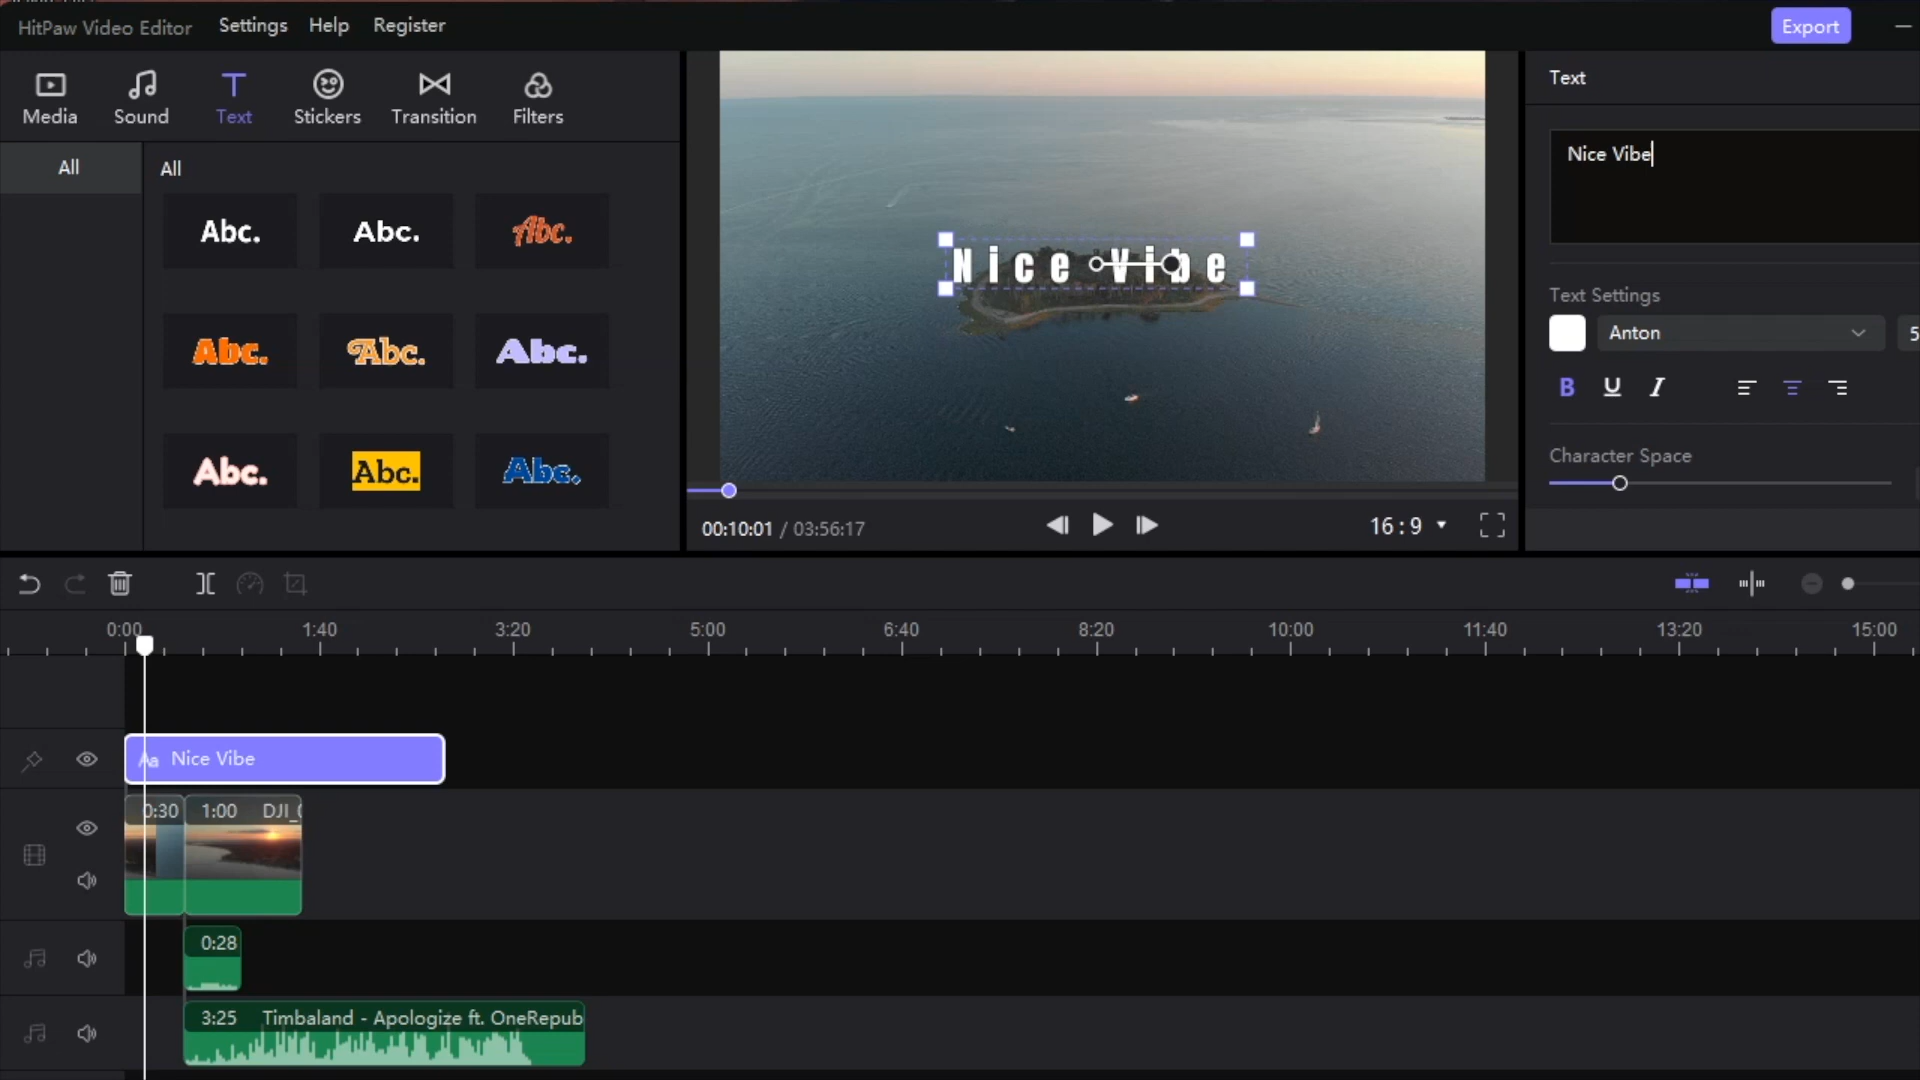 HitPaw Video Editor Settings Help Register Export
Media Sound Text Stickers Transition Filters
Text
All All
Nice Vibe
Abc. Abc. Abc.
Nice Vibe
Text Settings
Anton 5
Abc. Abc. Abc.
B U I
Character Space
Abc. Abc. Abc.
00:10:01 / 03:56:17 16:9
0:00 1:40 3:20 5:00 6:40 8:20 10:00 11:40 13:20 15:00
Aa Nice Vibe
0:30 1:00 DJI_
0:28
3:25 Timbaland - Apologize ft. OneRepub